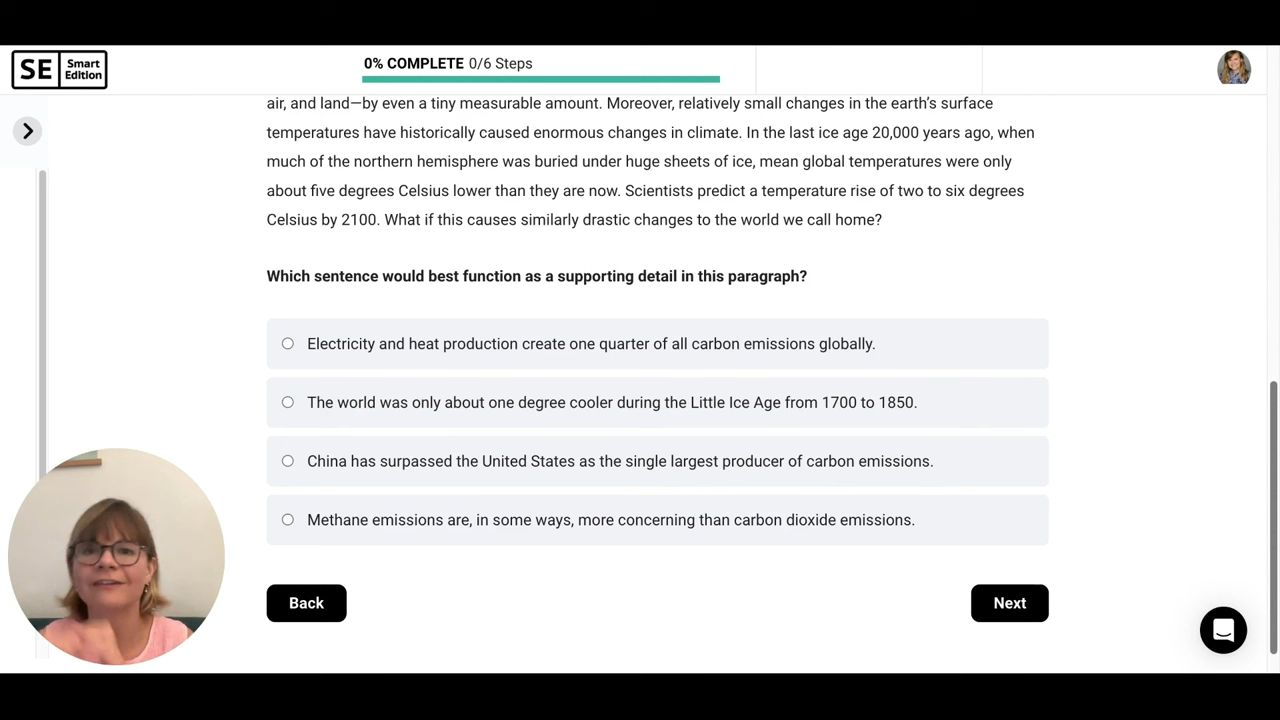 SE Smart
Edition
0% COMPLETE 0/6 Steps
air, and land—by even a tiny measurable amount. Moreover, relatively small changes in the earth's surface
temperatures have historically caused enormous changes in climate. In the last ice age 20,000 years ago, when
much of the northern hemisphere was buried under huge sheets of ice, mean global temperatures were only
about five degrees Celsius lower than they are now. Scientists predict a temperature rise of two to six degrees
Celsius by 2100. What if this causes similarly drastic changes to the world we call home?
Which sentence would best function as a supporting detail in this paragraph?
Electricity and heat production create one quarter of all carbon emissions globally.
The world was only about one degree cooler during the Little Ice Age from 1700 to 1850.
China has surpassed the United States as the single largest producer of carbon emissions.
Methane emissions are, in some ways, more concerning than carbon dioxide emissions.
Back
Next